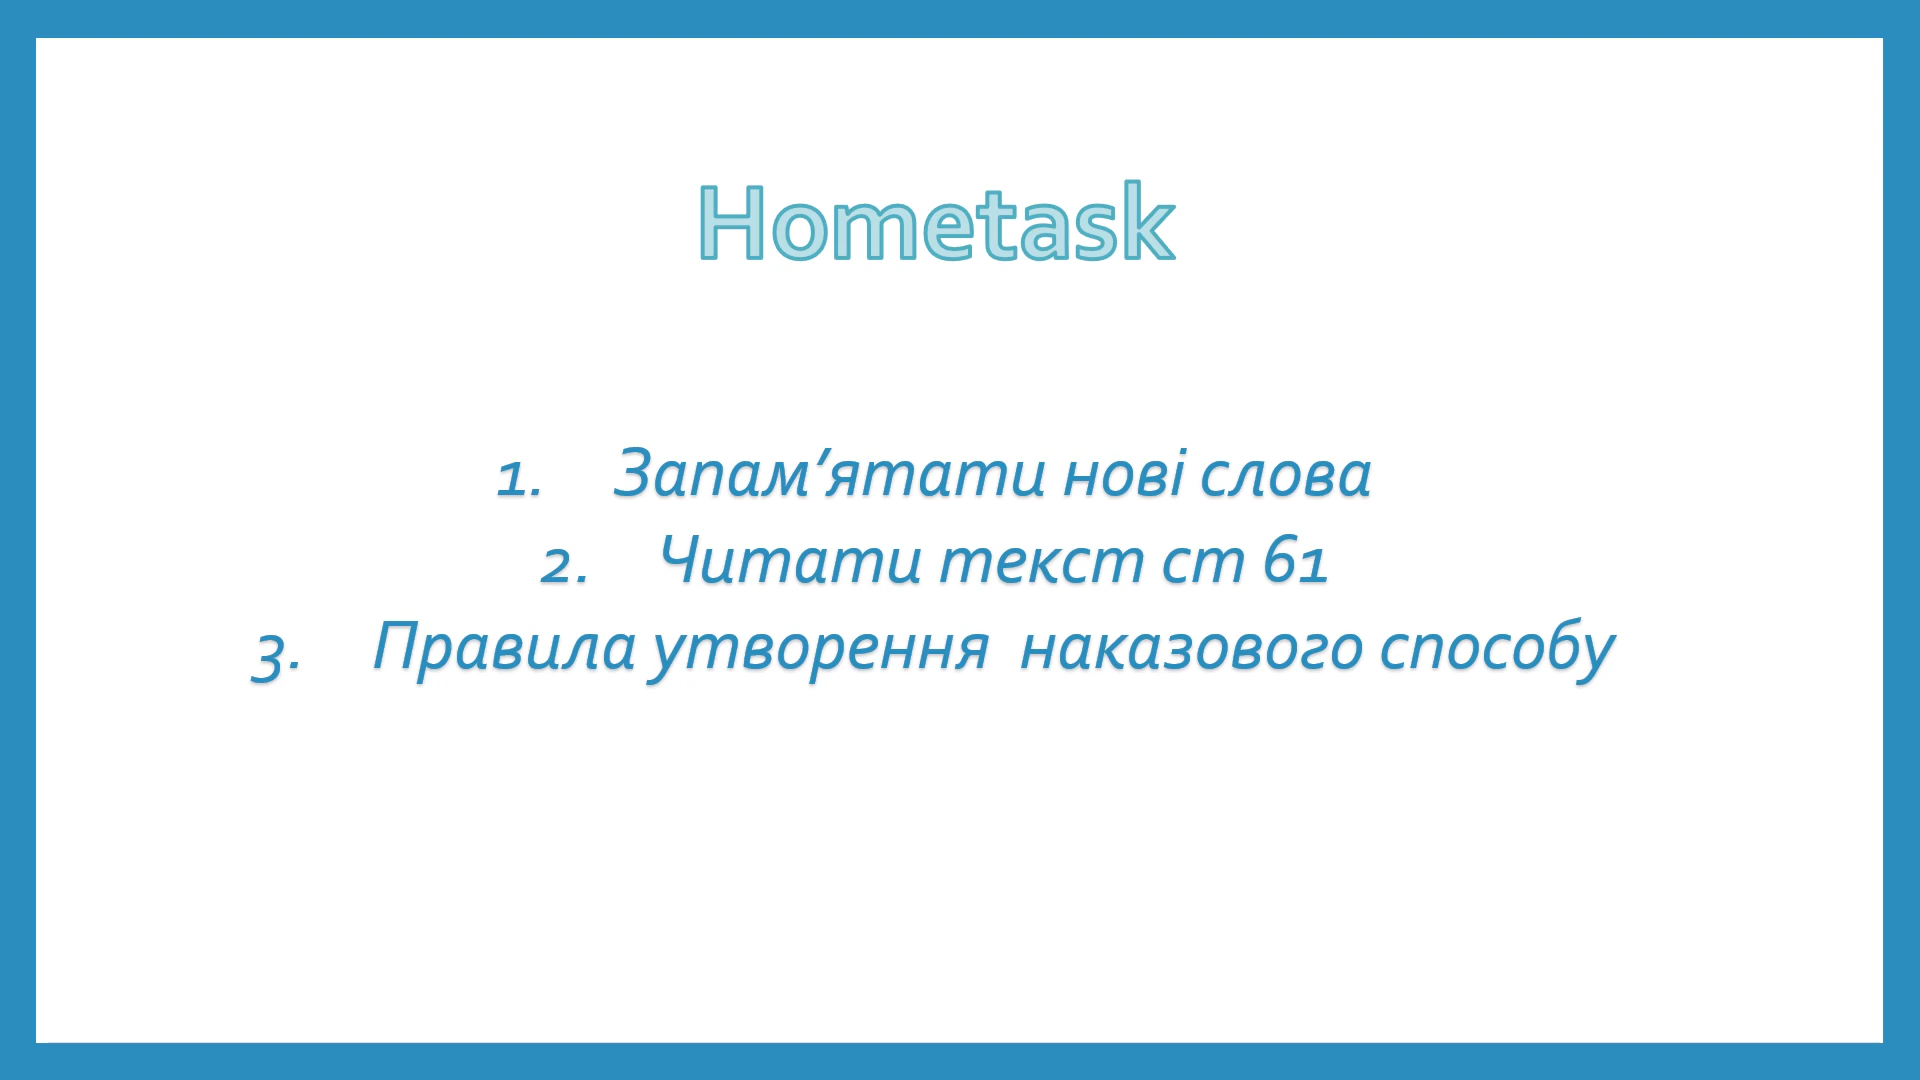 Hometask
1. Запам’ятати нові слова
2. Читати текст ст 61
3. Правила утворення  наказового способу